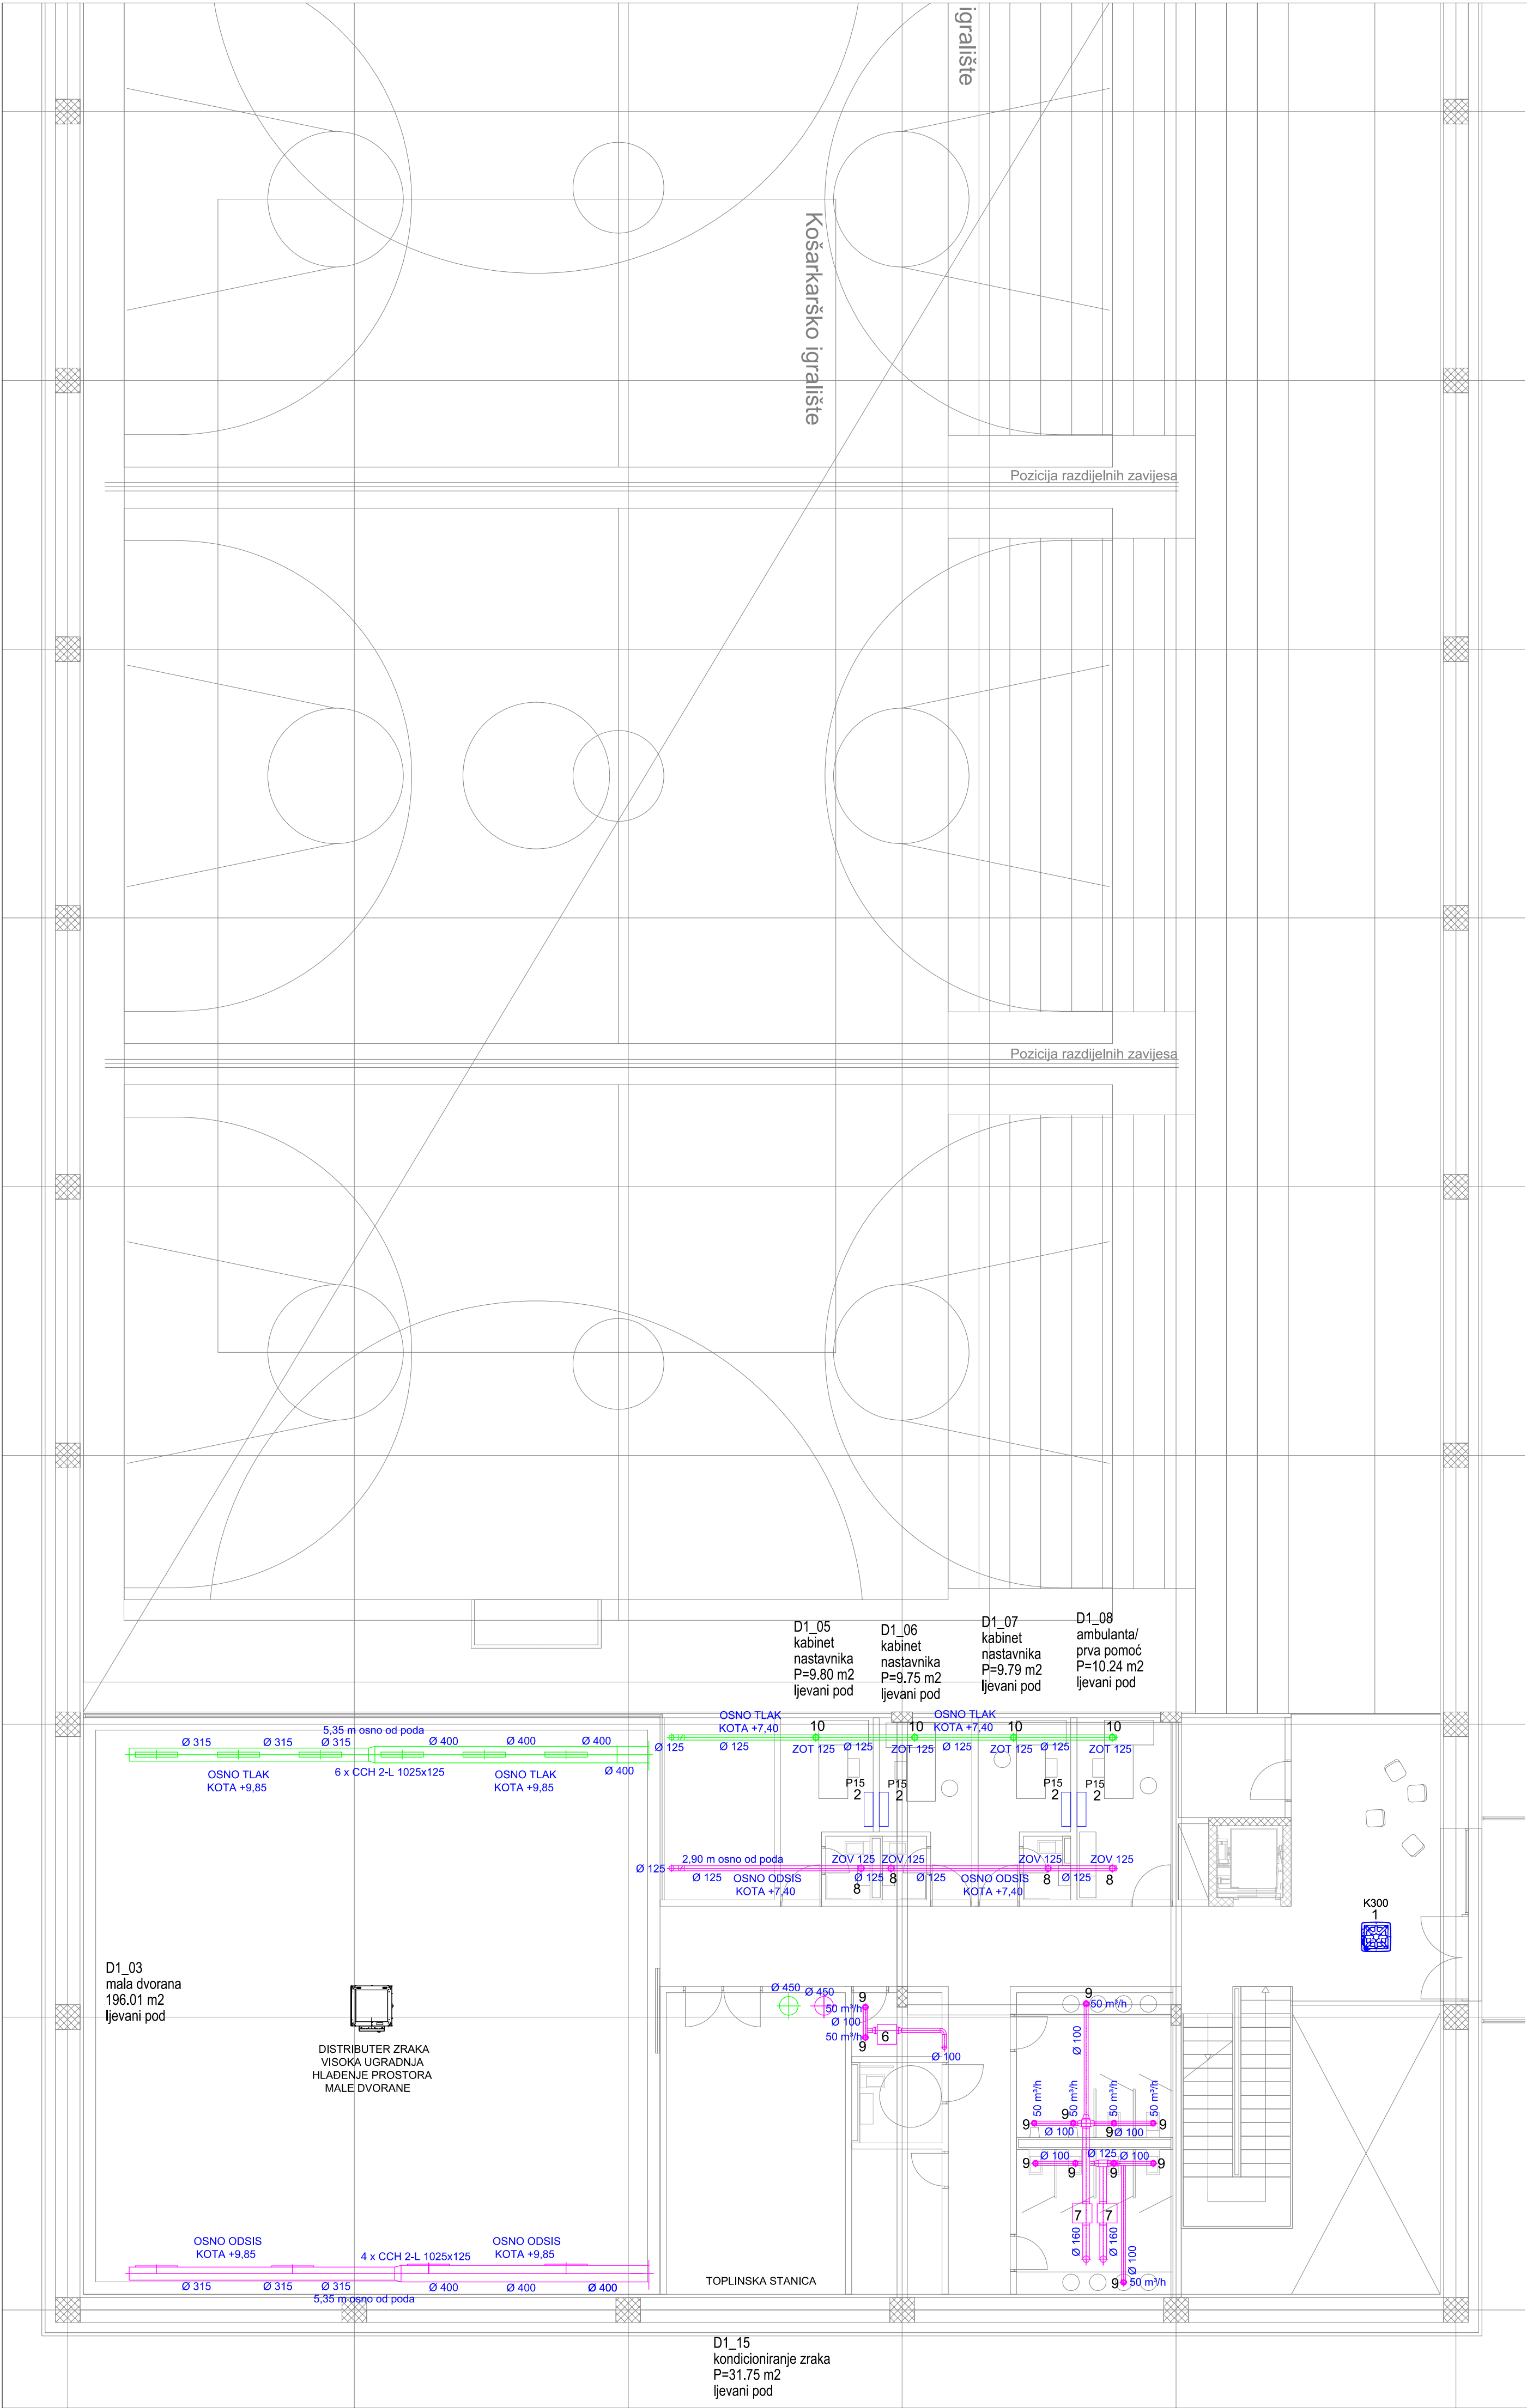 igralište
Košarkarško igralište
Pozicija razdijelnih zavijesa
Pozicija razdijelnih zavijesa
D1_05
kabinet
nastavnika
P=9.80 m2
ljevani pod
D1_06
kabinet
nastavnika
P=9.75 m2
ljevani pod
D1_07
kabinet
nastavnika
P=9.79 m2
ljevani pod
D1_08
ambulanta/
prva pomoć
P=10.24 m2
ljevani pod
5,35 m osno od poda
Ø 315
Ø 315
Ø 315
Ø 400
Ø 400
Ø 400
OSNO TLAK
KOTA +9,85
6 x CCH 2-L 1025x125
OSNO TLAK
KOTA +9,85
Ø 400
OSNO TLAK
KOTA +7,40
OSNO TLAK
KOTA +7,40
10
10
10
10
Ø 125
Ø 125
ZOT 125
Ø 125
ZOT 125
Ø 125
ZOT 125
Ø 125
ZOT 125
P15
2
P15
2
P15
2
P15
2
2,90 m osno od poda
ZOV 125
ZOV 125
ZOV 125
ZOV 125
Ø 125
Ø 125
OSNO ODSIS
KOTA +7,40
Ø 125
Ø 125
OSNO ODSIS
KOTA +7,40
Ø 125
8
8
8
8
K300
1
D1_03
mala dvorana
196.01 m2
ljevani pod
DISTRIBUTER ZRAKA
VISOKA UGRADNJA
HLAĐENJE PROSTORA
MALE DVORANE
Ø 450
Ø 450
9
50 m³/h
Ø 100
50 m³/h
9
6
Ø 100
9
50 m³/h
Ø 100
50 m³/h
50 m³/h
50 m³/h
50 m³/h
9
9
9
9
Ø 100
Ø 100
Ø 100
Ø 125
Ø 100
9
9
9
9
7
7
Ø 160
Ø 160
Ø 100
9
50 m³/h
OSNO ODSIS
KOTA +9,85
4 x CCH 2-L 1025x125
OSNO ODSIS
KOTA +9,85
Ø 315
Ø 315
Ø 315
Ø 400
Ø 400
Ø 400
5,35 m osno od poda
TOPLINSKA STANICA
D1_15
kondicioniranje zraka
P=31.75 m2
ljevani pod